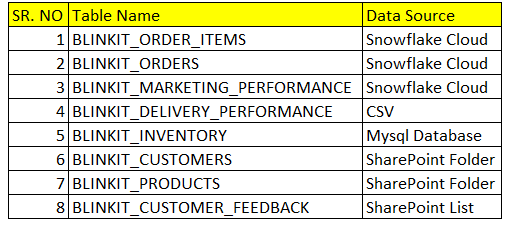 SR. NO Table Name Data Source
1 BLINKIT_ORDER_ITEMS Snowflake Cloud
2 BLINKIT_ORDERS Snowflake Cloud
3 BLINKIT_MARKETING_PERFORMANCE Snowflake Cloud
4 BLINKIT_DELIVERY_PERFORMANCE CSV
5 BLINKIT_INVENTORY Mysql Database
6 BLINKIT_CUSTOMERS SharePoint Folder
7 BLINKIT_PRODUCTS SharePoint Folder
8 BLINKIT_CUSTOMER_FEEDBACK SharePoint List